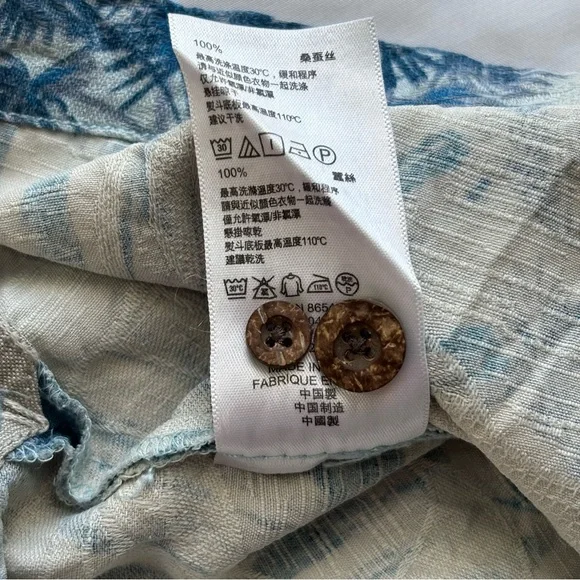 100% 桑蚕丝
最高洗涤温度30°C，缓和程序
请与近似颜色衣物一起洗涤
仅允许氧漂/非氯漂
悬挂晾干
熨斗底板最高温度110°C
建议干洗
30 P
100% 蠶絲
最高洗滌溫度30°C，緩和程序
請與近似顏色衣物一起洗滌
僅允許氧漂/非氯漂
懸掛晾乾
熨斗底板最高溫度110°C
建議乾洗
30°C 110°C
N 8654
MADE IN
FABRIQUE EN
中国製
中国制造
中國製